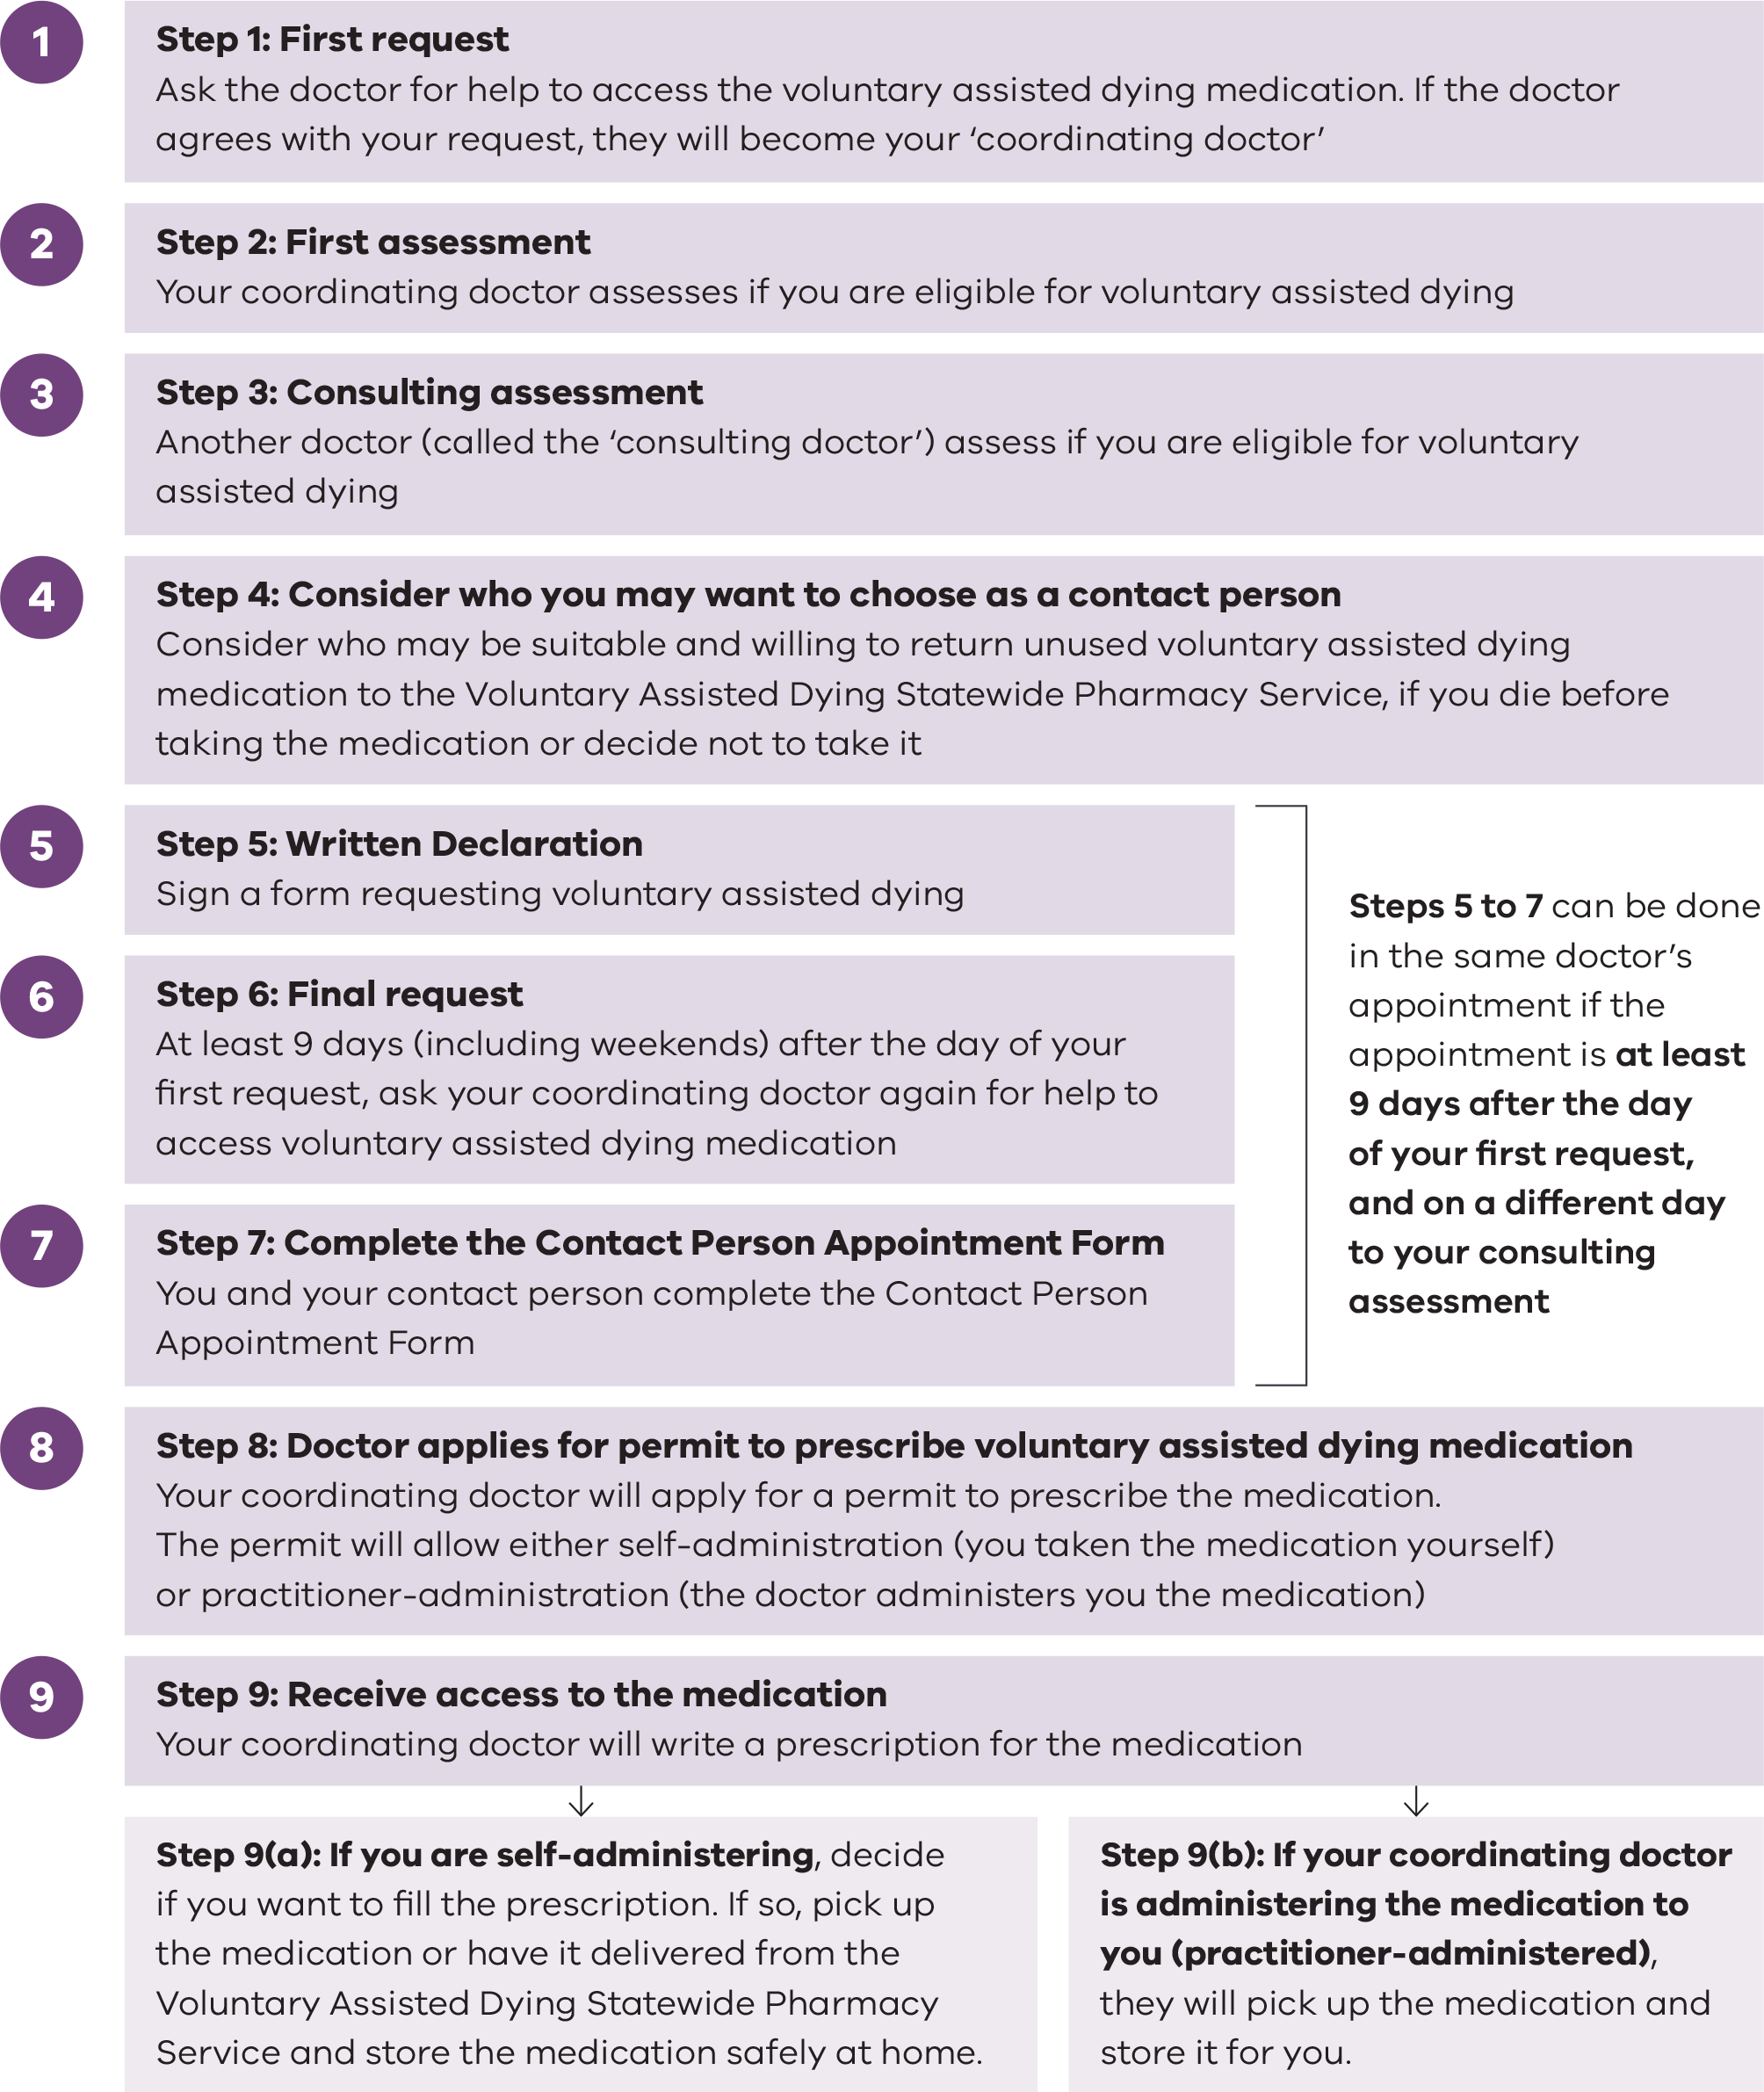 1
Step 1: First request
Ask the doctor for help to access the voluntary assisted dying medication. If the doctor
agrees with your request, they will become your ‘coordinating doctor’
2
Step 2: First assessment
Your coordinating doctor assesses if you are eligible for voluntary assisted dying
3
Step 3: Consulting assessment
Another doctor (called the ‘consulting doctor’) assess if you are eligible for voluntary
assisted dying
4
Step 4: Consider who you may want to choose as a contact person
Consider who may be suitable and willing to return unused voluntary assisted dying
medication to the Voluntary Assisted Dying Statewide Pharmacy Service, if you die before
taking the medication or decide not to take it
5
Step 5: Written Declaration
Sign a form requesting voluntary assisted dying
6
Step 6: Final request
At least 9 days (including weekends) after the day of your
first request, ask your coordinating doctor again for help to
access voluntary assisted dying medication
7
Step 7: Complete the Contact Person Appointment Form
You and your contact person complete the Contact Person
Appointment Form
Steps 5 to 7 can be done
in the same doctor’s
appointment if the
appointment is at least
9 days after the day
of your first request,
and on a different day
to your consulting
assessment
8
Step 8: Doctor applies for permit to prescribe voluntary assisted dying medication
Your coordinating doctor will apply for a permit to prescribe the medication.
The permit will allow either self-administration (you taken the medication yourself)
or practitioner-administration (the doctor administers you the medication)
9
Step 9: Receive access to the medication
Your coordinating doctor will write a prescription for the medication
Step 9(a): If you are self-administering, decide
if you want to fill the prescription. If so, pick up
the medication or have it delivered from the
Voluntary Assisted Dying Statewide Pharmacy
Service and store the medication safely at home.
Step 9(b): If your coordinating doctor
is administering the medication to
you (practitioner-administered),
they will pick up the medication and
store it for you.